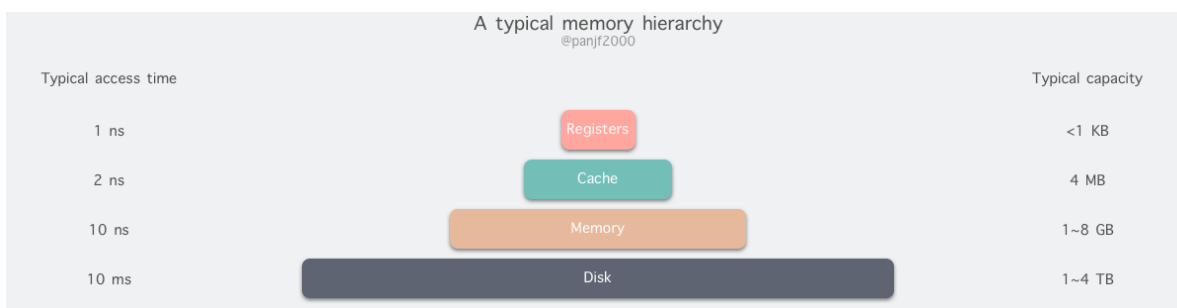 A typical memory hierarchy
@panjf2000
Typical access time Typical capacity
1 ns Registers <1 KB
2 ns Cache 4 MB
10 ns Memory 1~8 GB
10 ms Disk 1~4 TB